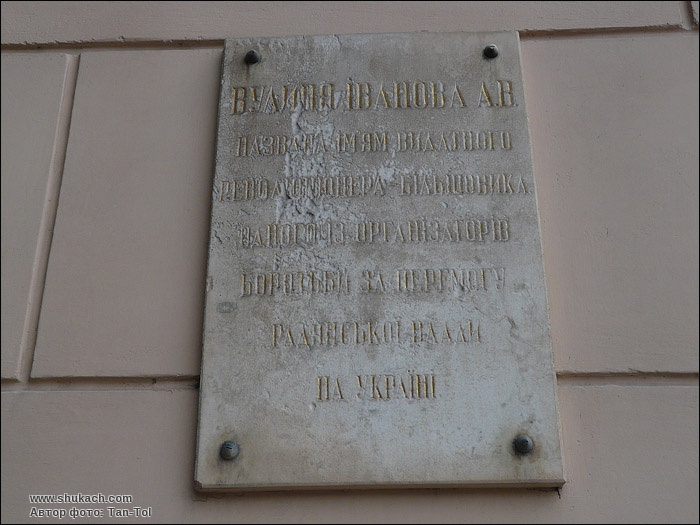 ВУЛИЦЯ ІВАНОВА А.В.
НАЗВАНА ІМ'ЯМ ВИДАТНОГО
РЕВОЛЮЦІОНЕРА-БІЛЬШОВИКА
ОДНОГО ІЗ ОРГАНІЗАТОРІВ
БОРОТЬБИ ЗА ПЕРЕМОГУ
РАДЯНСЬКОЇ ВЛАДИ
НА УКРАЇНІ
www.shukach.com
Автор фото: Tan-Tol